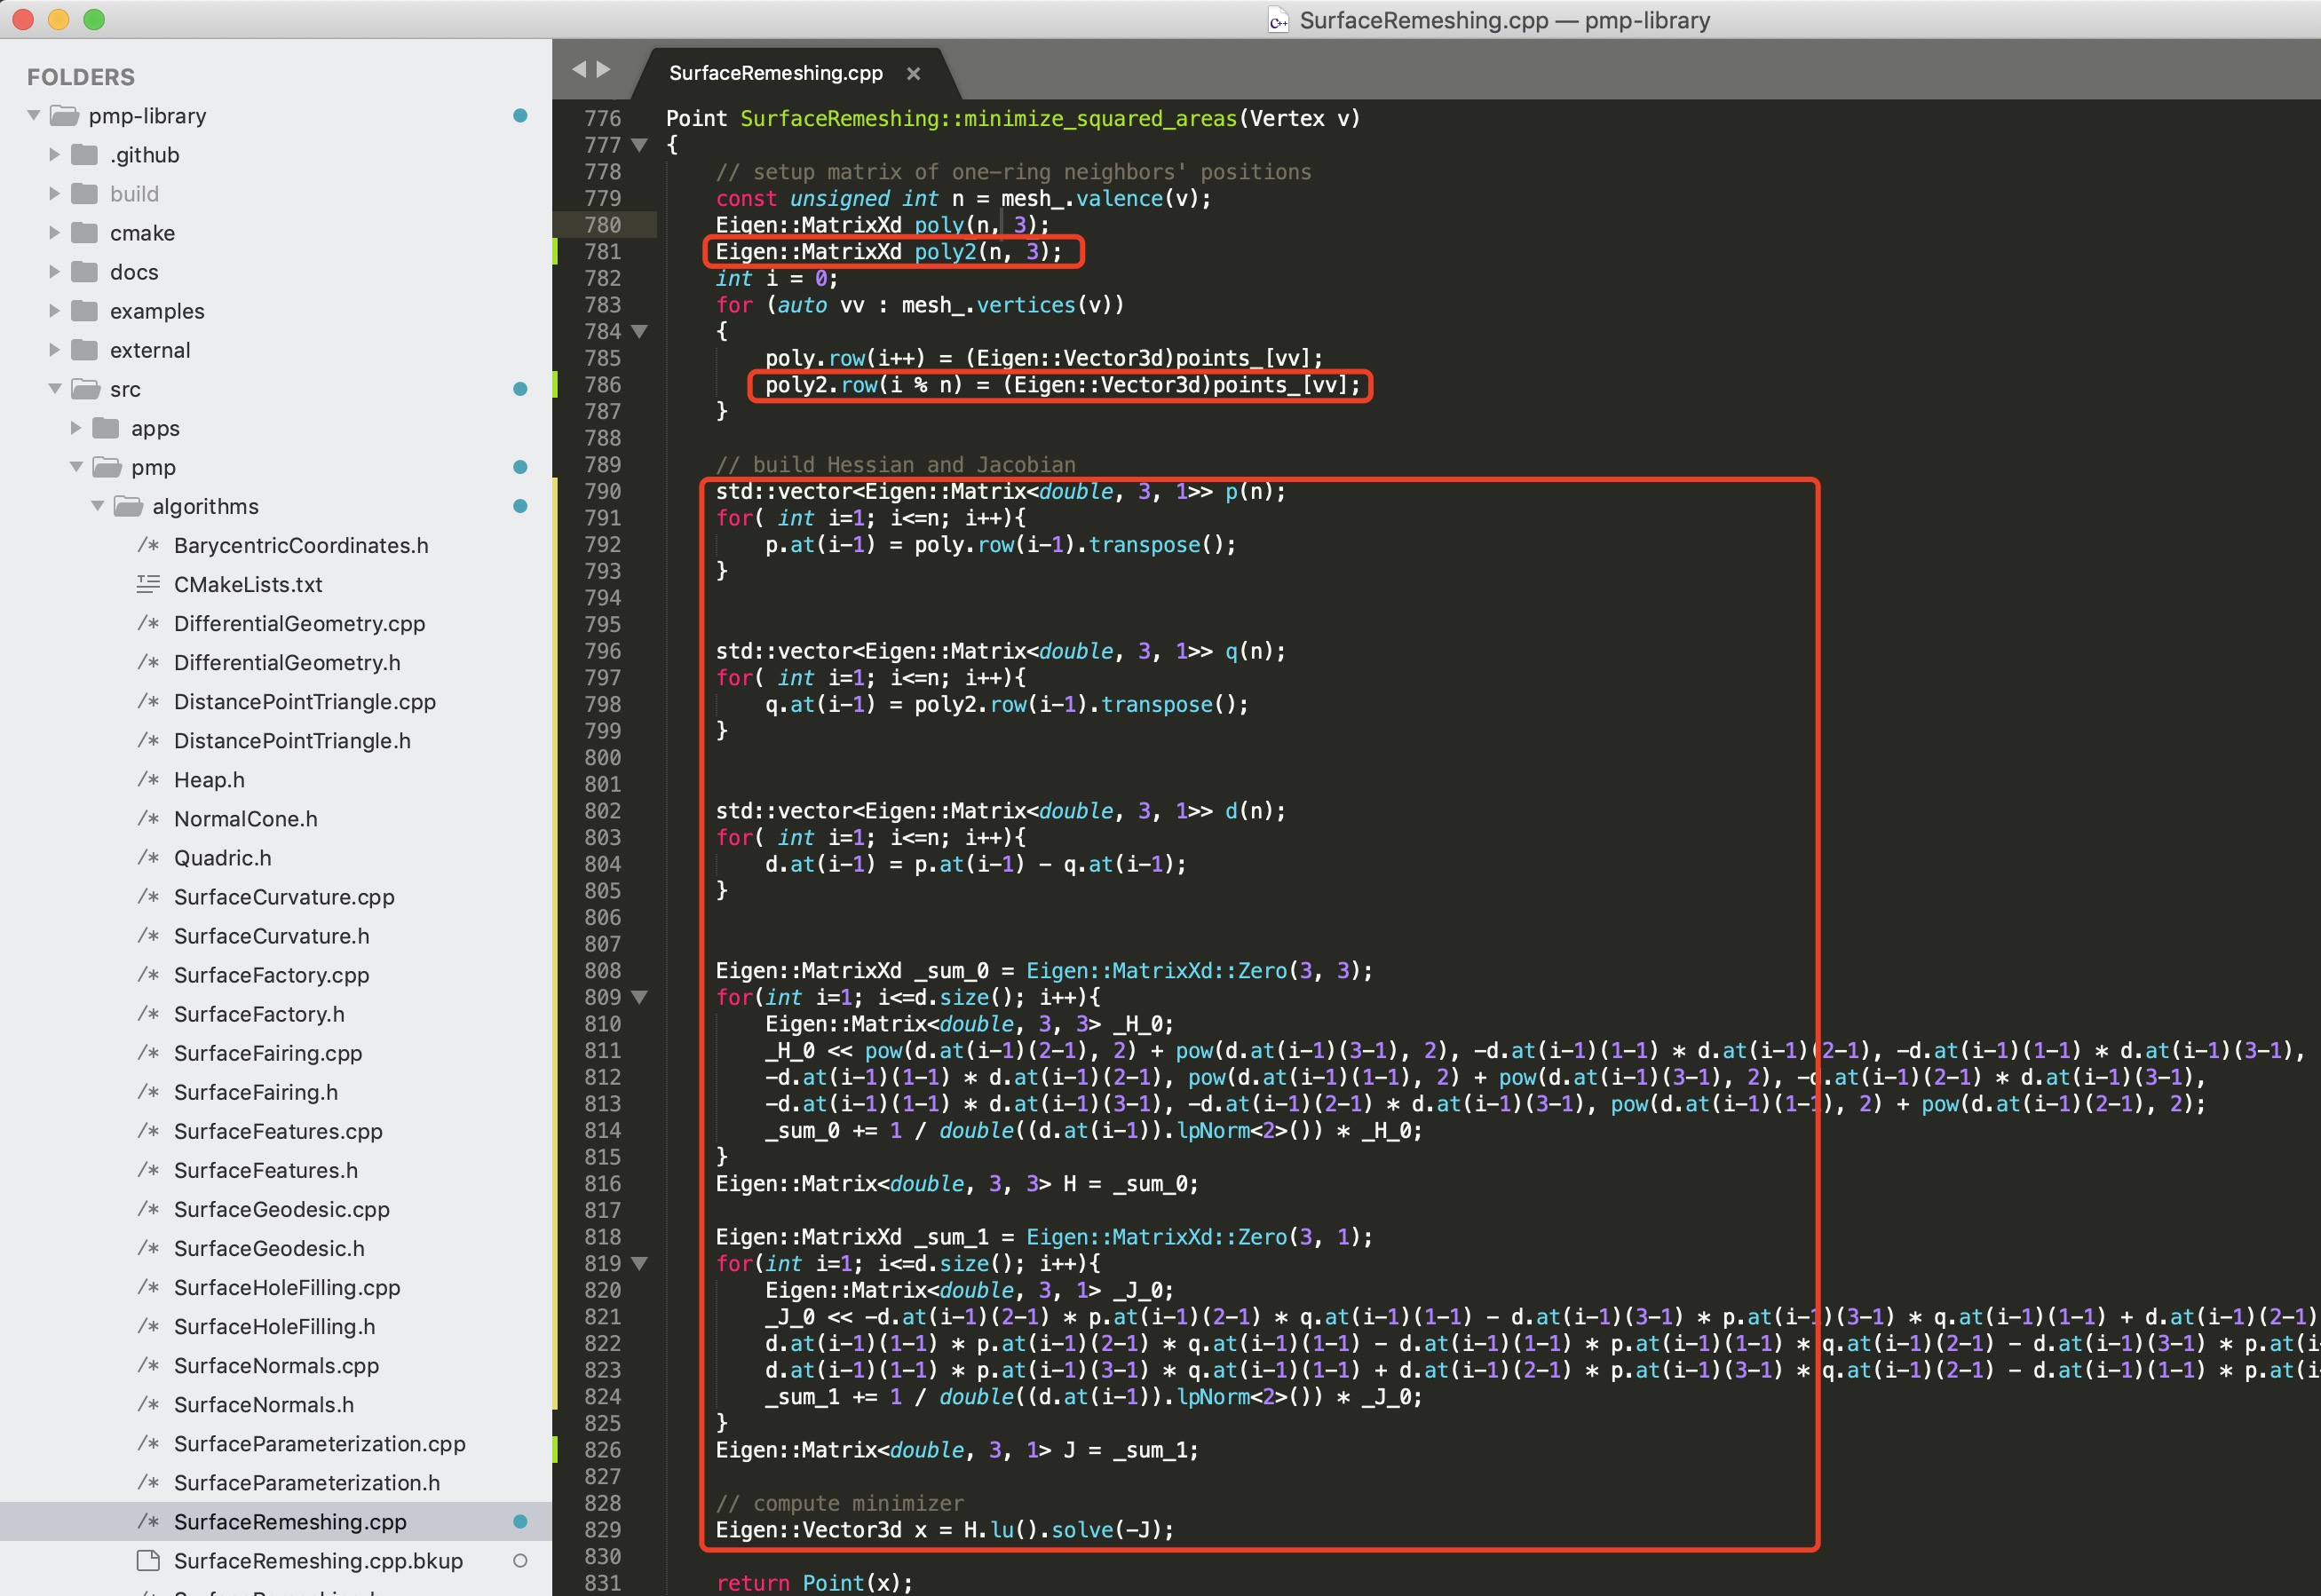 SurfaceRemeshing.cpp — pmp-library
FOLDERS
pmp-library
.github
build
cmake
docs
examples
external
src
apps
pmp
algorithms
/* BarycentricCoordinates.h
CMakeLists.txt
/* DifferentialGeometry.cpp
/* DifferentialGeometry.h
/* DistancePointTriangle.cpp
/* DistancePointTriangle.h
/* Heap.h
/* NormalCone.h
/* Quadric.h
/* SurfaceCurvature.cpp
/* SurfaceCurvature.h
/* SurfaceFactory.cpp
/* SurfaceFactory.h
/* SurfaceFairing.cpp
/* SurfaceFairing.h
/* SurfaceFeatures.cpp
/* SurfaceFeatures.h
/* SurfaceGeodesic.cpp
/* SurfaceGeodesic.h
/* SurfaceHoleFilling.cpp
/* SurfaceHoleFilling.h
/* SurfaceNormals.cpp
/* SurfaceNormals.h
/* SurfaceParameterization.cpp
/* SurfaceParameterization.h
/* SurfaceRemeshing.cpp
SurfaceRemeshing.cpp.bkup
SurfaceRemeshing.cpp ×
776 Point SurfaceRemeshing::minimize_squared_areas(Vertex v)
777 {
778 // setup matrix of one-ring neighbors' positions
779 const unsigned int n = mesh_.valence(v);
780 Eigen::MatrixXd poly(n, 3);
781 Eigen::MatrixXd poly2(n, 3);
782 int i = 0;
783 for (auto vv : mesh_.vertices(v))
784 {
785 poly.row(i++) = (Eigen::Vector3d)points_[vv];
786 poly2.row(i % n) = (Eigen::Vector3d)points_[vv];
787 }
788
789 // build Hessian and Jacobian
790 std::vector<Eigen::Matrix<double, 3, 1>> p(n);
791 for( int i=1; i<=n; i++){
792 p.at(i-1) = poly.row(i-1).transpose();
793 }
794
795
796 std::vector<Eigen::Matrix<double, 3, 1>> q(n);
797 for( int i=1; i<=n; i++){
798 q.at(i-1) = poly2.row(i-1).transpose();
799 }
800
801
802 std::vector<Eigen::Matrix<double, 3, 1>> d(n);
803 for( int i=1; i<=n; i++){
804 d.at(i-1) = p.at(i-1) - q.at(i-1);
805 }
806
807
808 Eigen::MatrixXd _sum_0 = Eigen::MatrixXd::Zero(3, 3);
809 for(int i=1; i<=d.size(); i++){
810 Eigen::Matrix<double, 3, 3> _H_0;
811 _H_0 << pow(d.at(i-1)(2-1), 2) + pow(d.at(i-1)(3-1), 2), -d.at(i-1)(1-1) * d.at(i-1)(2-1), -d.at(i-1)(1-1) * d.at(i-1)(3-1),
812 -d.at(i-1)(1-1) * d.at(i-1)(2-1), pow(d.at(i-1)(1-1), 2) + pow(d.at(i-1)(3-1), 2), -d.at(i-1)(2-1) * d.at(i-1)(3-1),
813 -d.at(i-1)(1-1) * d.at(i-1)(3-1), -d.at(i-1)(2-1) * d.at(i-1)(3-1), pow(d.at(i-1)(1-1), 2) + pow(d.at(i-1)(2-1), 2);
814 _sum_0 += 1 / double((d.at(i-1)).lpNorm<2>()) * _H_0;
815 }
816 Eigen::Matrix<double, 3, 3> H = _sum_0;
817
818 Eigen::MatrixXd _sum_1 = Eigen::MatrixXd::Zero(3, 1);
819 for(int i=1; i<=d.size(); i++){
820 Eigen::Matrix<double, 3, 1> _J_0;
821 _J_0 << -d.at(i-1)(2-1) * p.at(i-1)(2-1) * q.at(i-1)(1-1) - d.at(i-1)(3-1) * p.at(i-1)(3-1) * q.at(i-1)(1-1) + d.at(i-1)(2-1)
822 d.at(i-1)(1-1) * p.at(i-1)(2-1) * q.at(i-1)(1-1) - d.at(i-1)(1-1) * p.at(i-1)(1-1) * q.at(i-1)(2-1) - d.at(i-1)(3-1) * p.at(i-
823 d.at(i-1)(1-1) * p.at(i-1)(3-1) * q.at(i-1)(1-1) + d.at(i-1)(2-1) * p.at(i-1)(3-1) * q.at(i-1)(2-1) - d.at(i-1)(1-1) * p.at(i-
824 _sum_1 += 1 / double((d.at(i-1)).lpNorm<2>()) * _J_0;
825 }
826 Eigen::Matrix<double, 3, 1> J = _sum_1;
827
828 // compute minimizer
829 Eigen::Vector3d x = H.lu().solve(-J);
830
831 return Point(x);